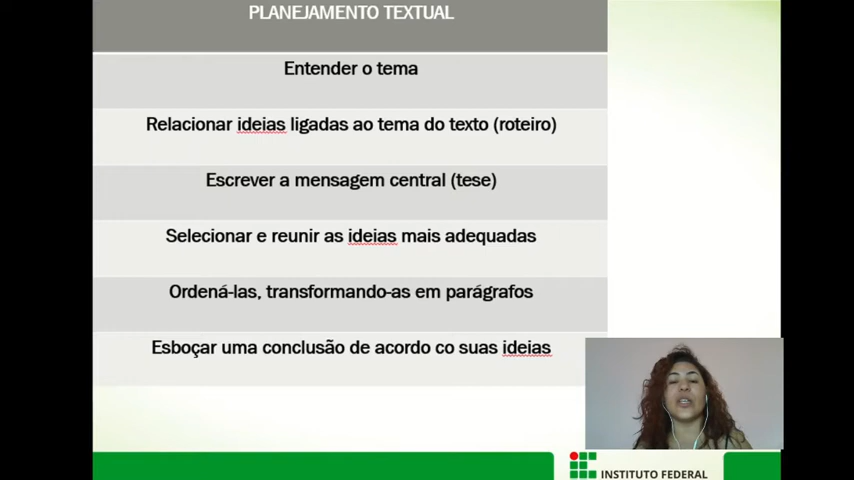 PLANEJAMENTO TEXTUAL
Entender o tema
Relacionar ideias ligadas ao tema do texto (roteiro)
Escrever a mensagem central (tese)
Selecionar e reunir as ideias mais adequadas
Ordená-las, transformando-as em parágrafos
Esboçar uma conclusão de acordo co suas ideias
INSTITUTO FEDERAL